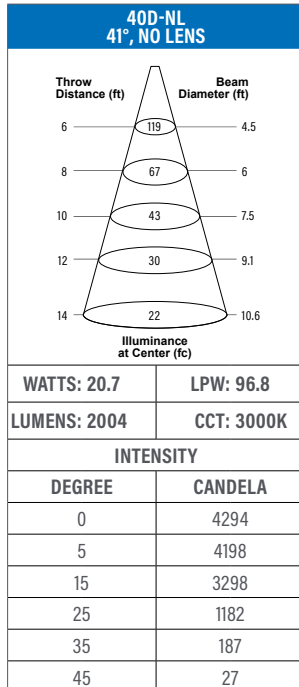 40D-NL
41°, NO LENS
Throw Distance (ft)
Beam Diameter (ft)
6 119 4.5
8 67 6
10 43 7.5
12 30 9.1
14 22 10.6
Illuminance
at Center (fc)
WATTS: 20.7 LPW: 96.8
LUMENS: 2004 CCT: 3000K
INTENSITY
DEGREE CANDELA
0 4294
5 4198
15 3298
25 1182
35 187
45 27